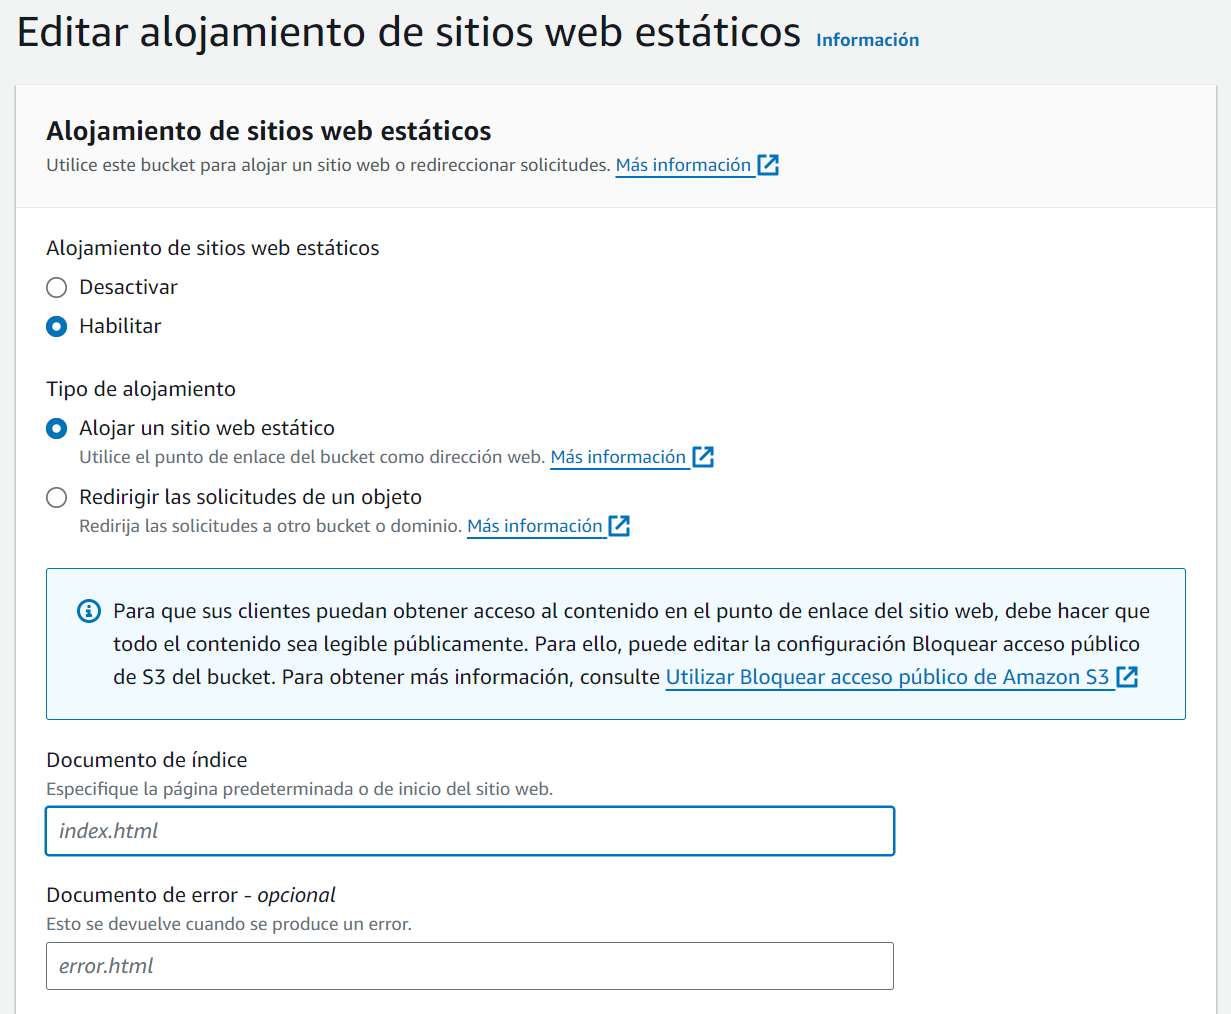 Editar alojamiento de sitios web estáticos Información
Alojamiento de sitios web estáticos
Utilice este bucket para alojar un sitio web o redireccionar solicitudes. Más información
Alojamiento de sitios web estáticos
Desactivar
Habilitar
Tipo de alojamiento
Alojar un sitio web estático
Utilice el punto de enlace del bucket como dirección web. Más información
Redirigir las solicitudes de un objeto
Redirija las solicitudes a otro bucket o dominio. Más información
Para que sus clientes puedan obtener acceso al contenido en el punto de enlace del sitio web, debe hacer que
todo el contenido sea legible públicamente. Para ello, puede editar la configuración Bloquear acceso público
de S3 del bucket. Para obtener más información, consulte Utilizar Bloquear acceso público de Amazon S3
Documento de índice
Especifique la página predeterminada o de inicio del sitio web.
index.html
Documento de error - opcional
Esto se devuelve cuando se produce un error.
error.html